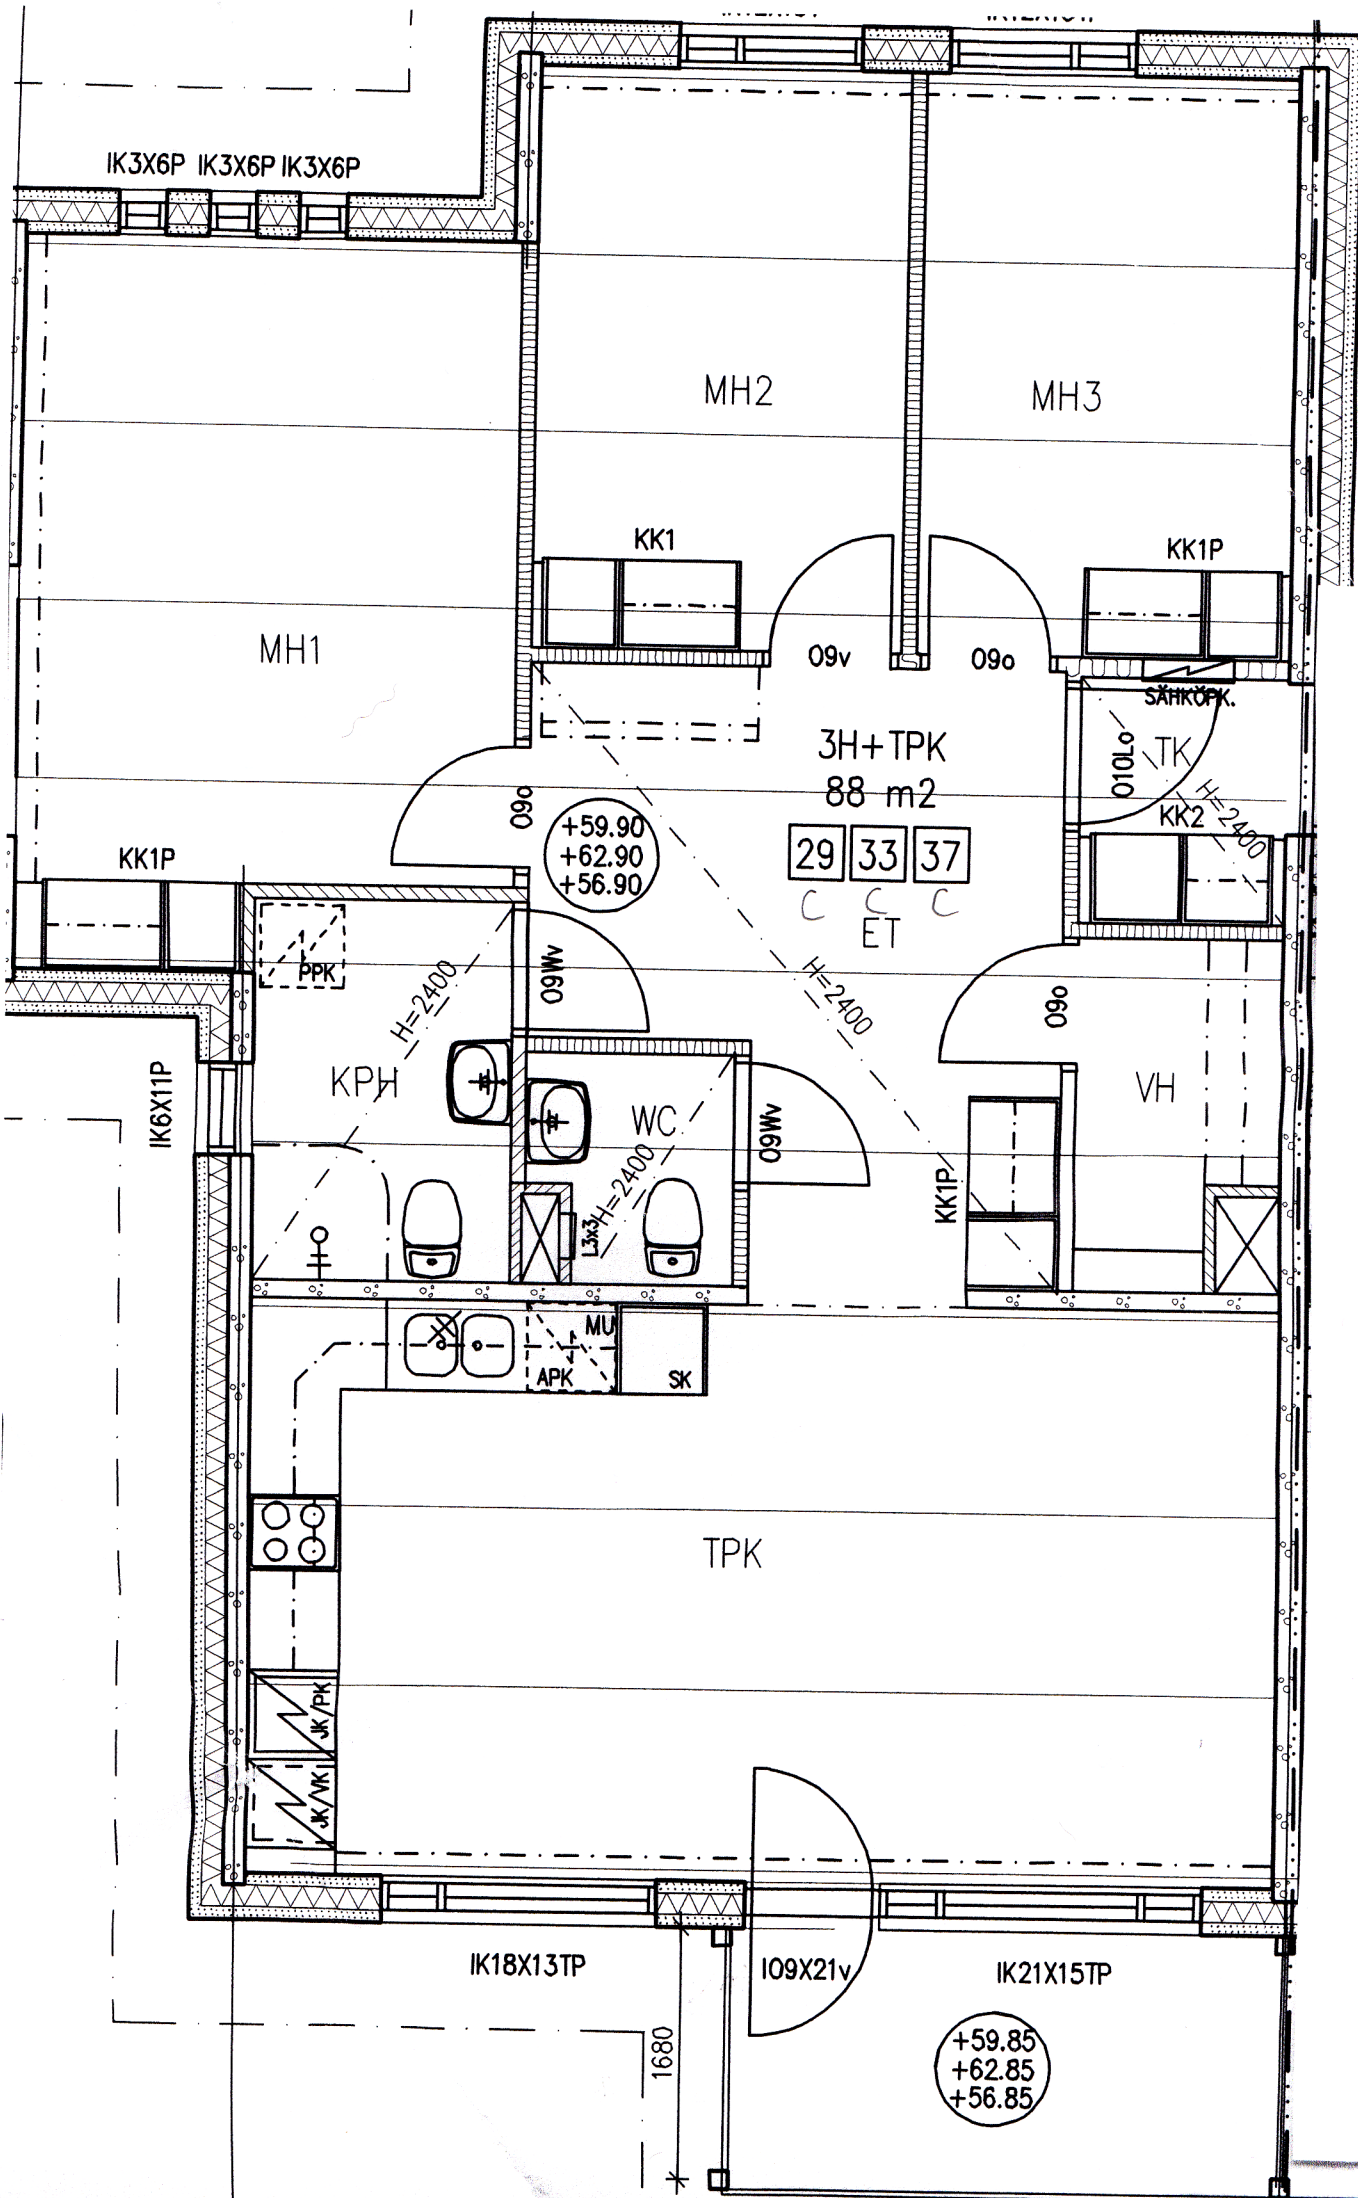 IK3X6P IK3X6P IK3X6P
MH2
MH3
KK1
KK1P
MH1
09v
09o
SÄHKÖPK.
3H+TPK
88 m2
O10Lo
TK
H=2400
KK2
09o
+59.90
+62.90
+56.90
29 33 37
C C C
ET
KK1P
PPK
H=2400
09Wv
H=2400
09o
KPH
IK6X11P
WC
H=2400
09Wv
VH
L3x3
KK1P
MU
APK
SK
TPK
JK/PK
JK/VK
IK18X13TP
IO9X21v
IK21X15TP
1680
+59.85
+62.85
+56.85